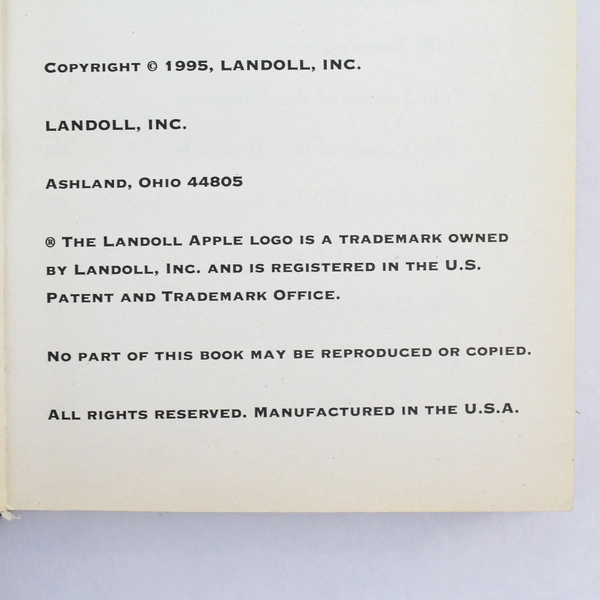 Copyright © 1995, LANDOLL, INC.
LANDOLL, INC.
Ashland, Ohio 44805
® The Landoll Apple logo is a trademark owned
by Landoll, Inc. and is registered in the U.S.
Patent and Trademark Office.
No part of this book may be reproduced or copied.
All rights reserved. Manufactured in the U.S.A.